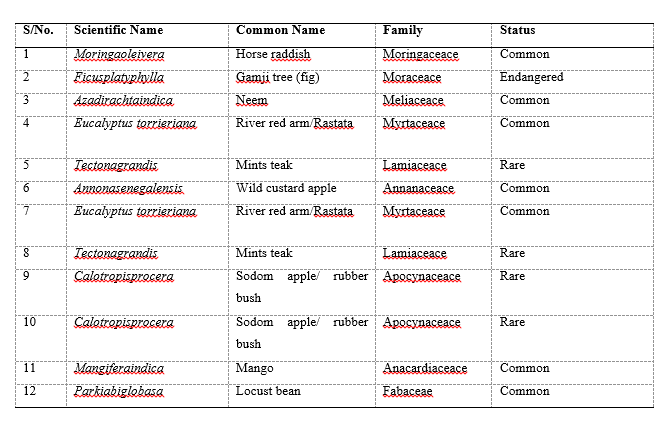 S/No. Scientific Name Common Name Family Status
1 Moringaoleivera Horse raddish Moringaceace Common
2 Ficusplatyphylla Gamji tree (fig) Moraceace Endangered
3 Azadirachtaindica Neem Meliaceace Common
4 Eucalyptus torrieriana River red arm/Rastata Myrtaceace Common
5 Tectonagrandis Mints teak Lamiaceace Rare
6 Annonasenegalensis Wild custard apple Annanaceace Common
7 Eucalyptus torrieriana River red arm/Rastata Myrtaceace Common
8 Tectonagrandis Mints teak Lamiaceace Rare
9 Calotropisprocera Sodom apple/ rubber Apocynaceace Rare
bush
10 Calotropisprocera Sodom apple/ rubber Apocynaceace Rare
bush
11 Mangiferaindica Mango Anacardiaceace Common
12 Parkiabiglobasa Locust bean Fabaceae Common